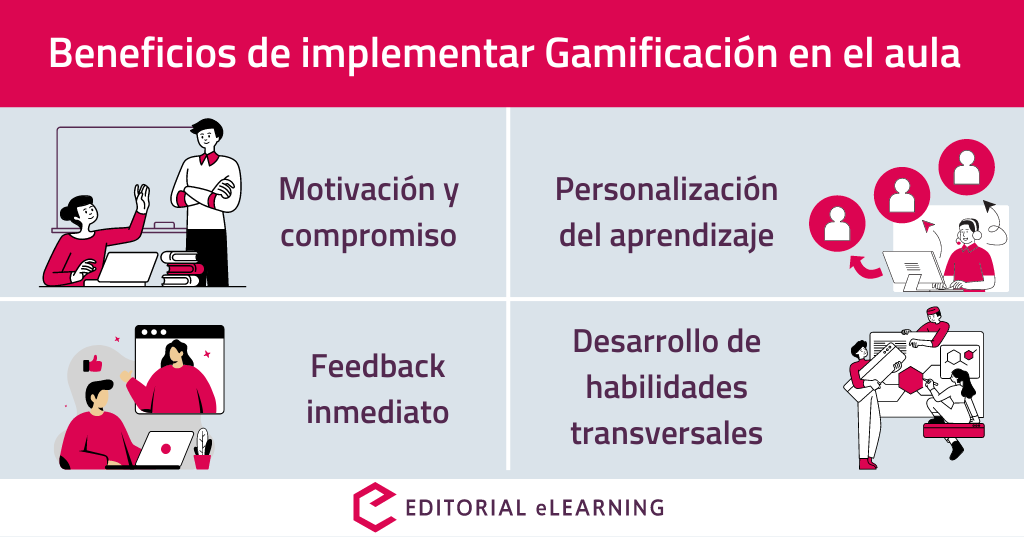 Beneficios de implementar Gamificación en el aula
Motivación y
compromiso
Personalización
del aprendizaje
Feedback
inmediato
Desarrollo de
habilidades
transversales
EDITORIAL eLEARNING